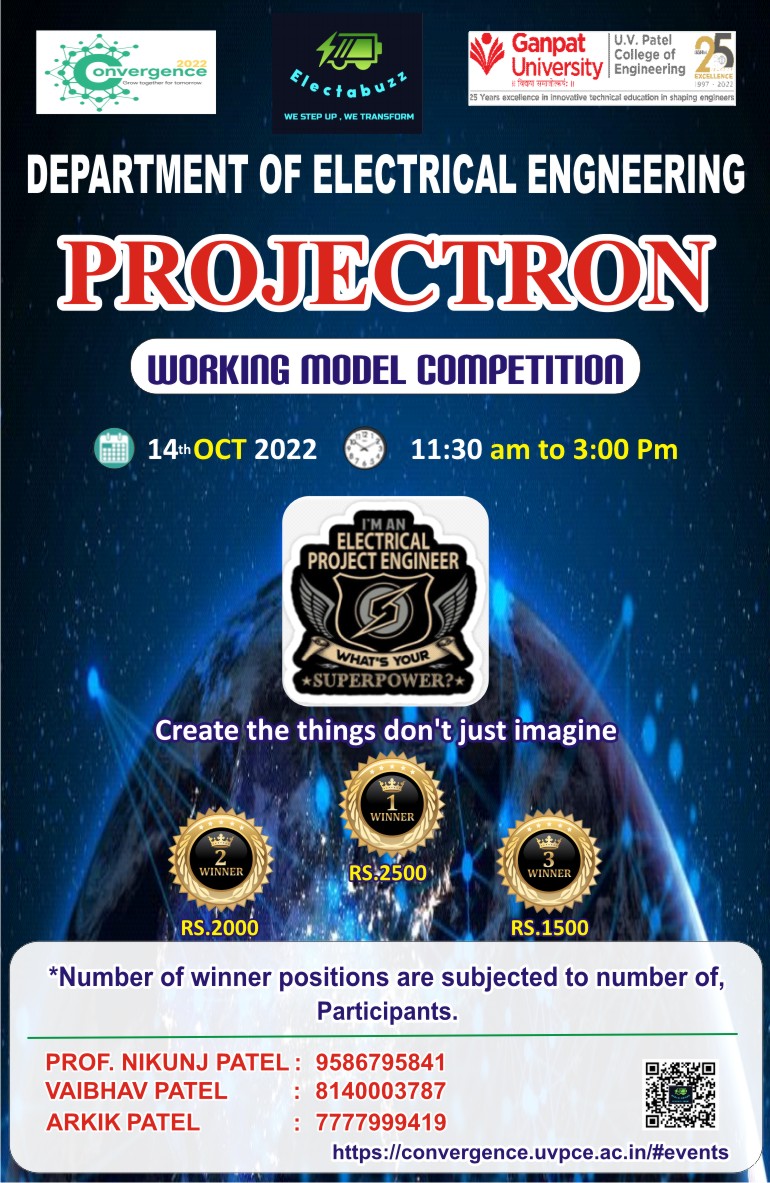 2022
Convergence
Grow together for tomorrow
Electabuzz
WE STEP UP , WE TRANSFORM
Ganpat
University
॥ विद्यया समाजोत्कर्षः ॥
U.V. Patel
College of
Engineering
25
EXCELLENCE
1997 - 2022
25 Years excellence in innovative technical education in shaping engineers
DEPARTMENT OF ELECTRICAL ENGNEERING
PROJECTRON
WORKING MODEL COMPETITION
14th OCT 2022 11:30 am to 3:00 Pm
I'M AN
ELECTRICAL
PROJECT ENGINEER
WHAT'S YOUR
★SUPERPOWER?★
Create the things don't just imagine
1
WINNER
RS.2500
2
WINNER
RS.2000
3
WINNER
RS.1500
*Number of winner positions are subjected to number of,
Participants.
PROF. NIKUNJ PATEL : 9586795841
VAIBHAV PATEL : 8140003787
ARKIK PATEL : 7777999419
https://convergence.uvpce.ac.in/#events